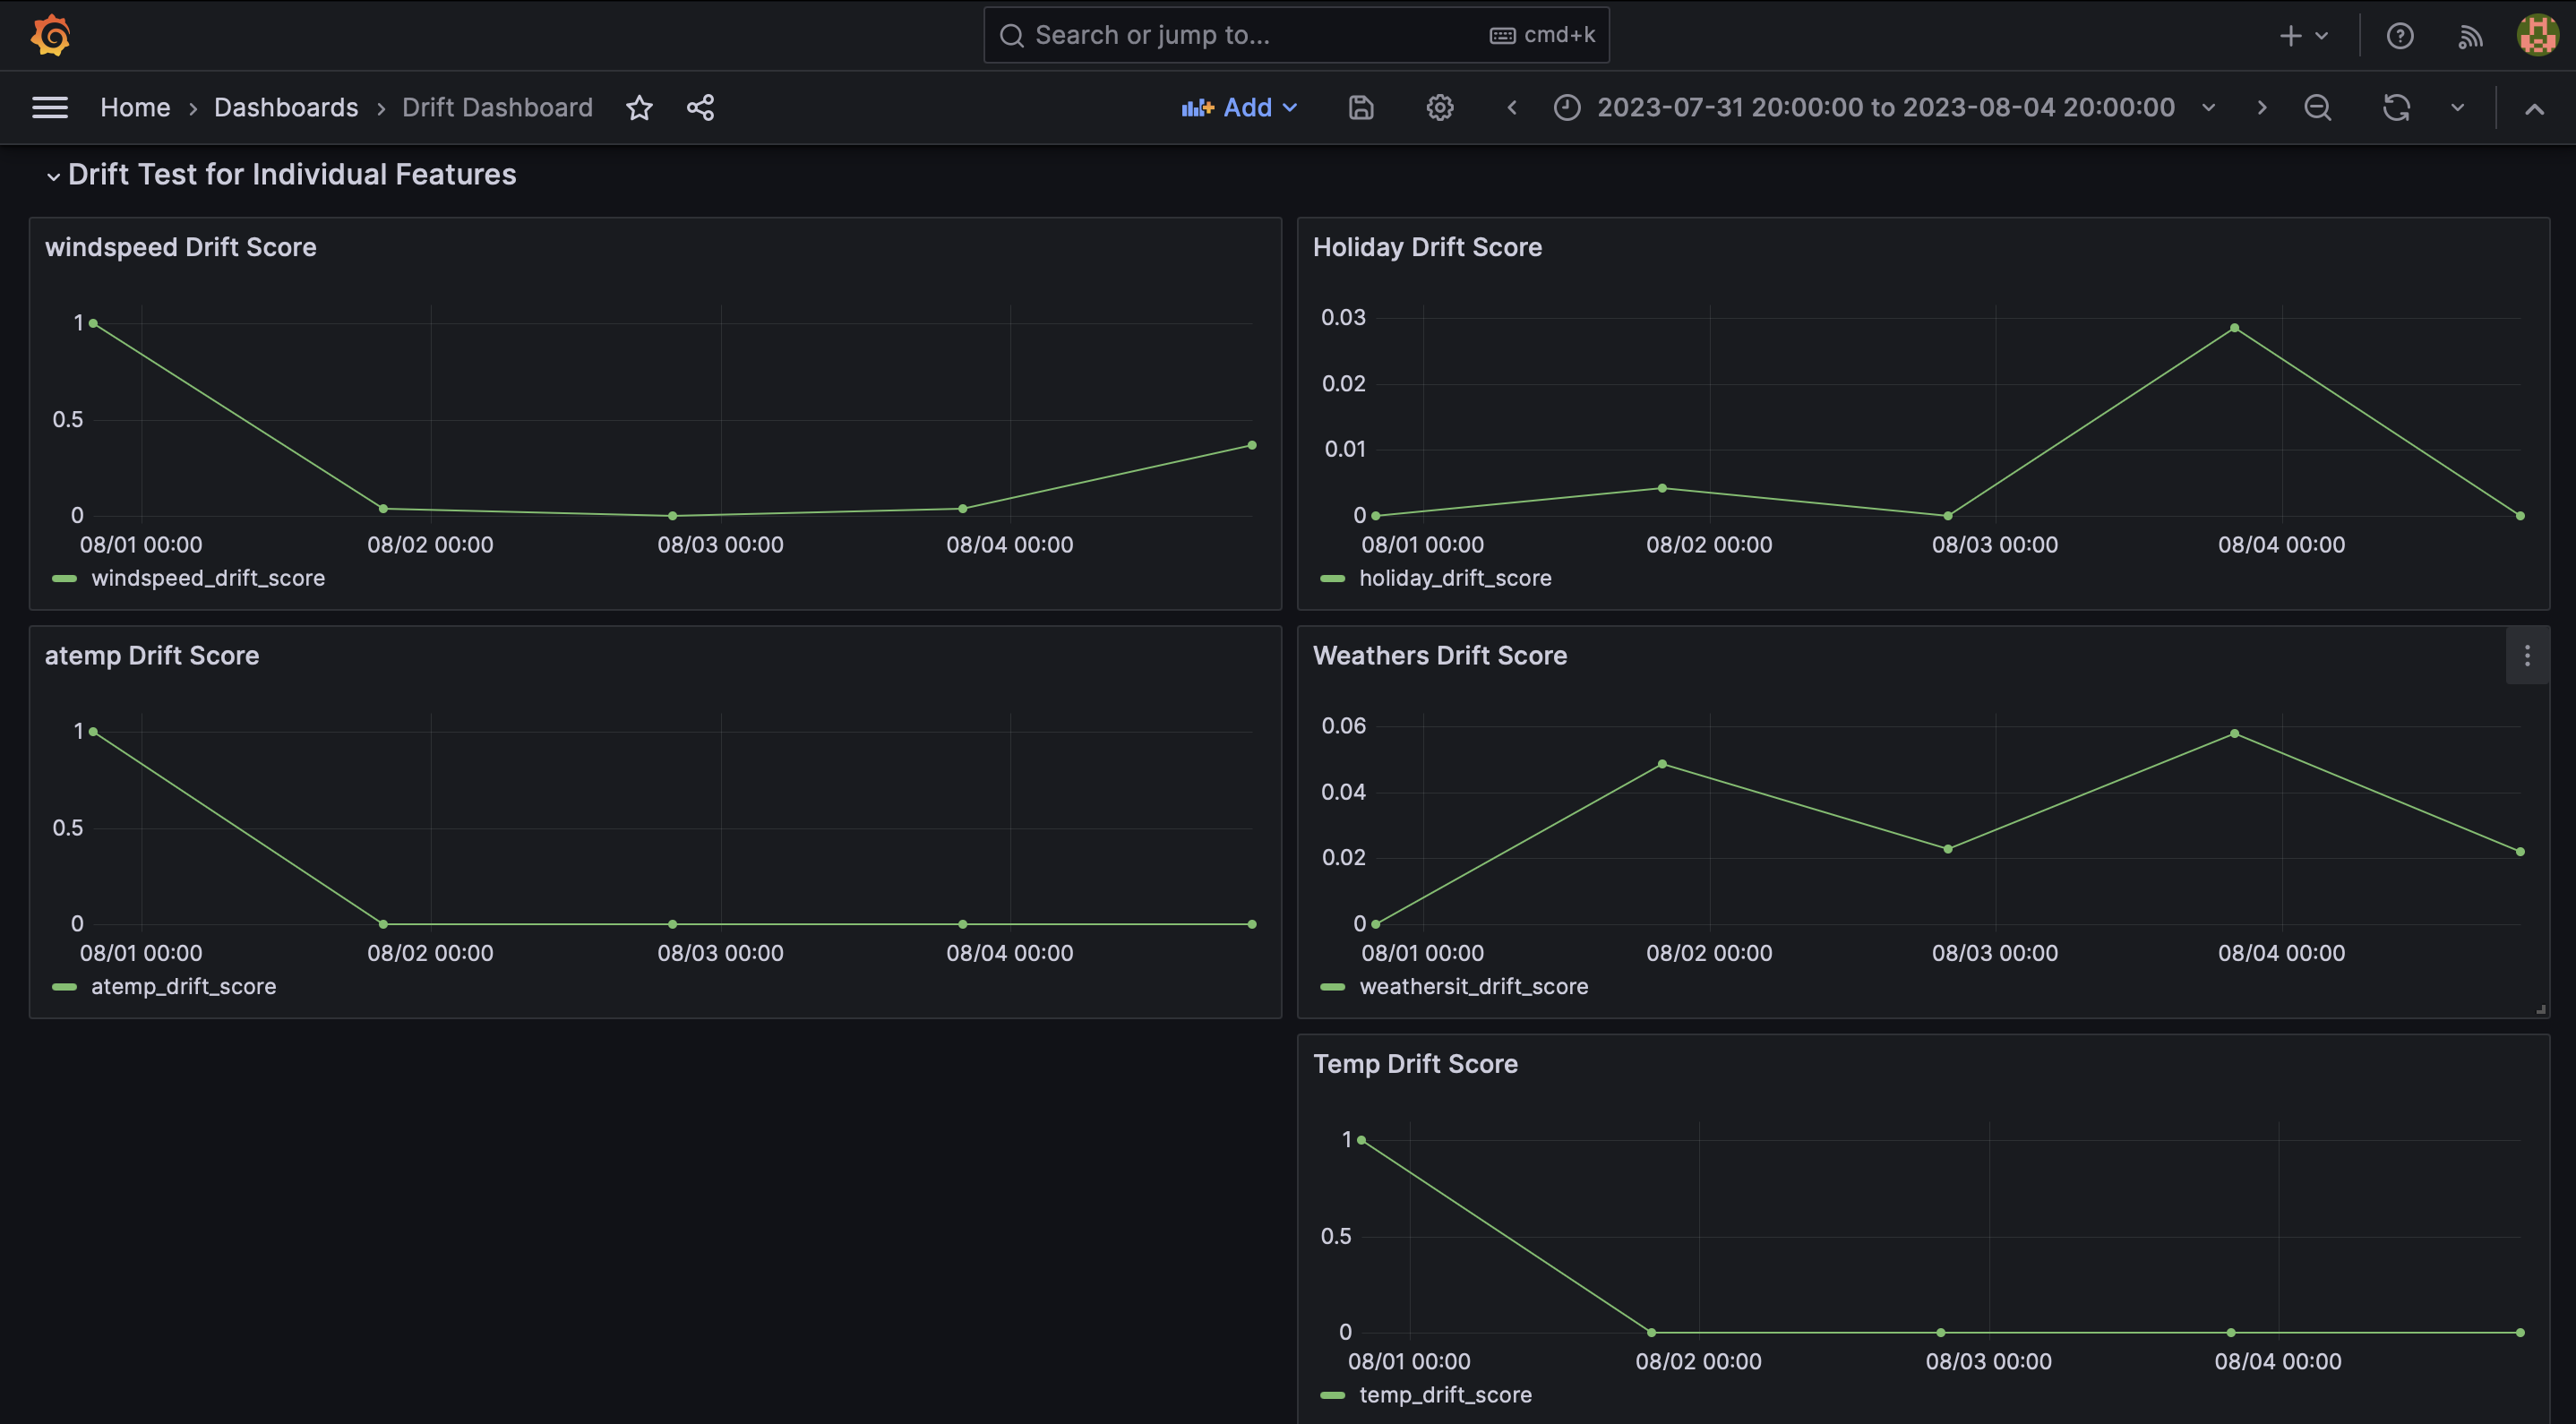 Search or jump to... cmd+k
Home › Dashboards › Drift Dashboard Add 2023-07-31 20:00:00 to 2023-08-04 20:00:00
Drift Test for Individual Features
windspeed Drift Score
1
0.5
0
08/01 00:00 08/02 00:00 08/03 00:00 08/04 00:00
windspeed_drift_score
Holiday Drift Score
0.03
0.02
0.01
0
08/01 00:00 08/02 00:00 08/03 00:00 08/04 00:00
holiday_drift_score
atemp Drift Score
1
0.5
0
08/01 00:00 08/02 00:00 08/03 00:00 08/04 00:00
atemp_drift_score
Weathers Drift Score
0.06
0.04
0.02
0
08/01 00:00 08/02 00:00 08/03 00:00 08/04 00:00
weathersit_drift_score
Temp Drift Score
1
0.5
0
08/01 00:00 08/02 00:00 08/03 00:00 08/04 00:00
temp_drift_score